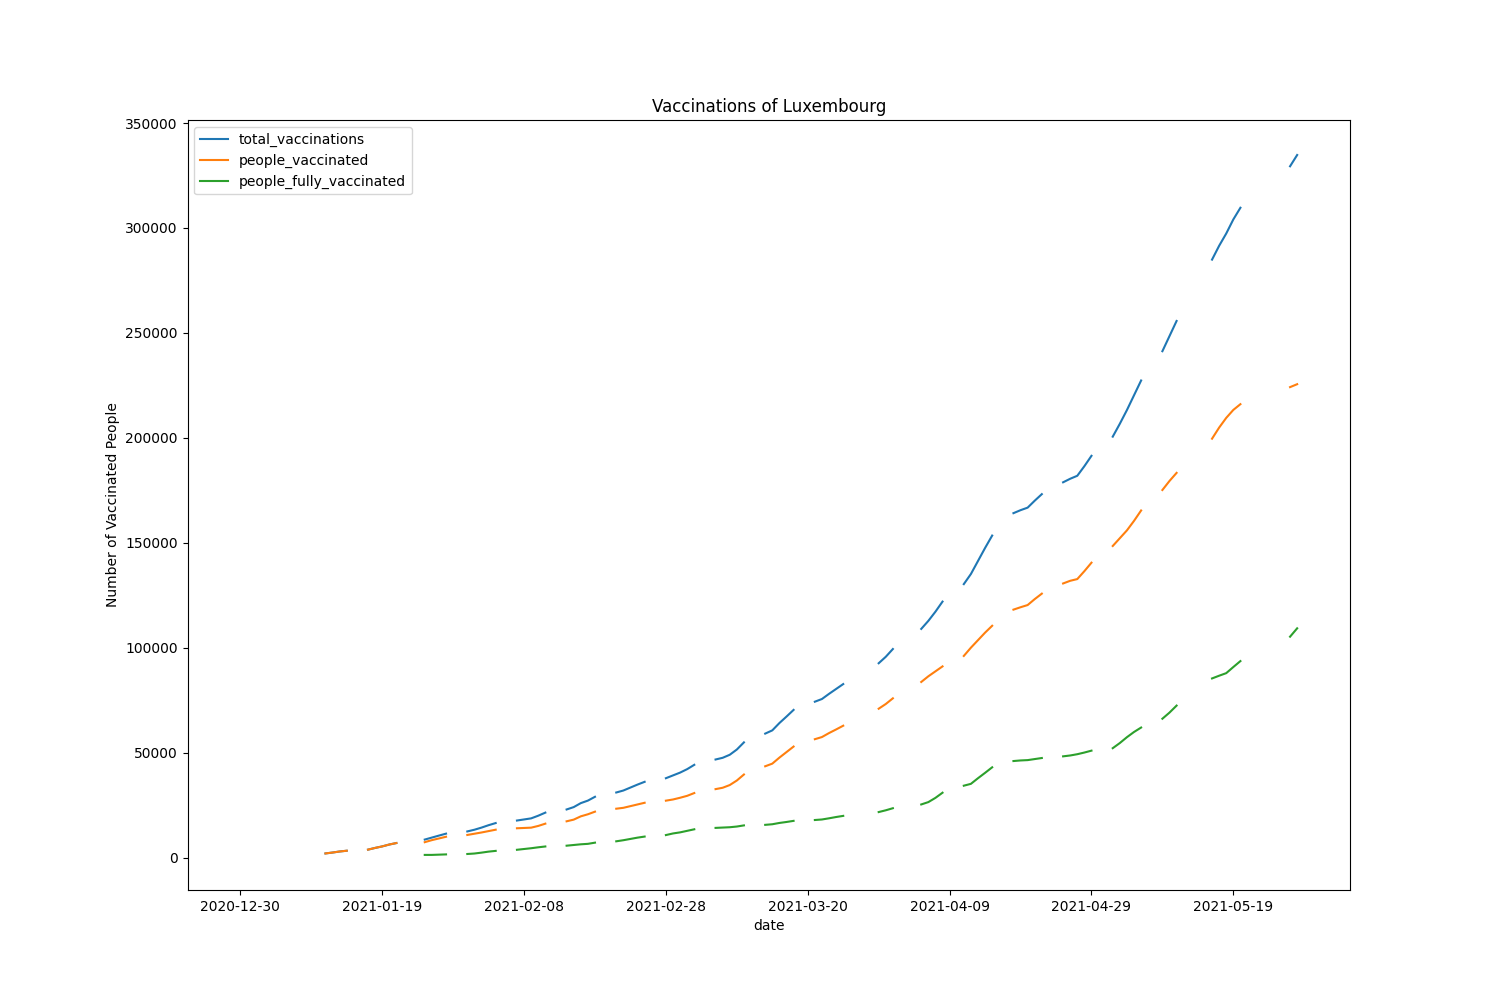 Vaccinations of Luxembourg
350000
300000
250000
200000
150000
100000
50000
0
Number of Vaccinated People
total_vaccinations
people_vaccinated
people_fully_vaccinated
2020-12-30 2021-01-19 2021-02-08 2021-02-28 2021-03-20 2021-04-09 2021-04-29 2021-05-19
date